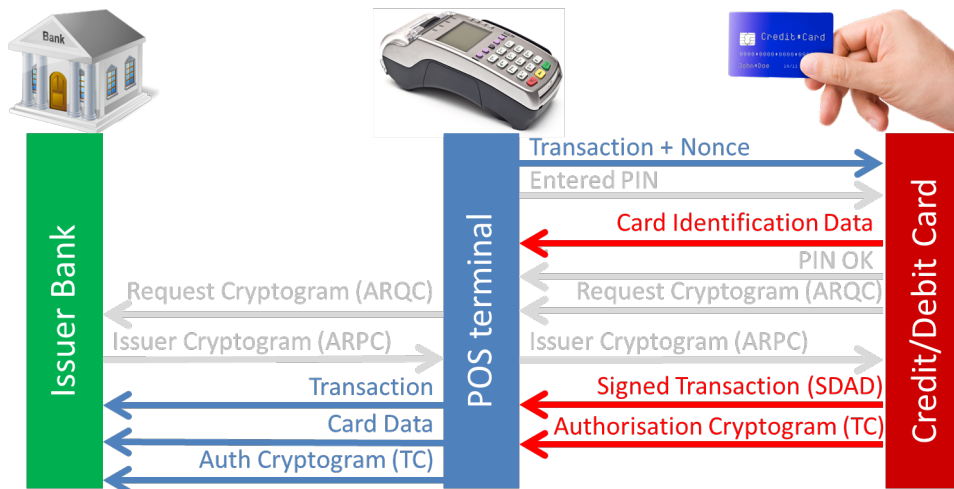 Bank
Credit Card
John Doe
Transaction + Nonce
Entered PIN
Card Identification Data
PIN OK
Request Cryptogram (ARQC)
Request Cryptogram (ARQC)
Issuer Cryptogram (ARPC)
Issuer Cryptogram (ARPC)
Transaction
Signed Transaction (SDAD)
Card Data
Authorisation Cryptogram (TC)
Auth Cryptogram (TC)
Issuer Bank
POS terminal
Credit/Debit Card